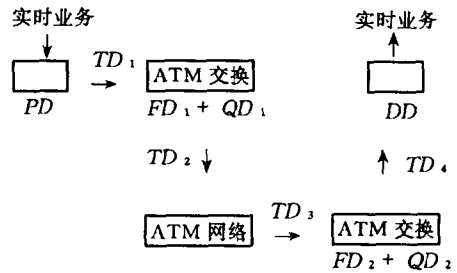 实时业务
实时业务
TD₁
ATM 交换
PD
FD₁ + QD₁
DD
TD₂
TD₄
ATM 网络
TD₃
ATM 交换
FD₂ + QD₂